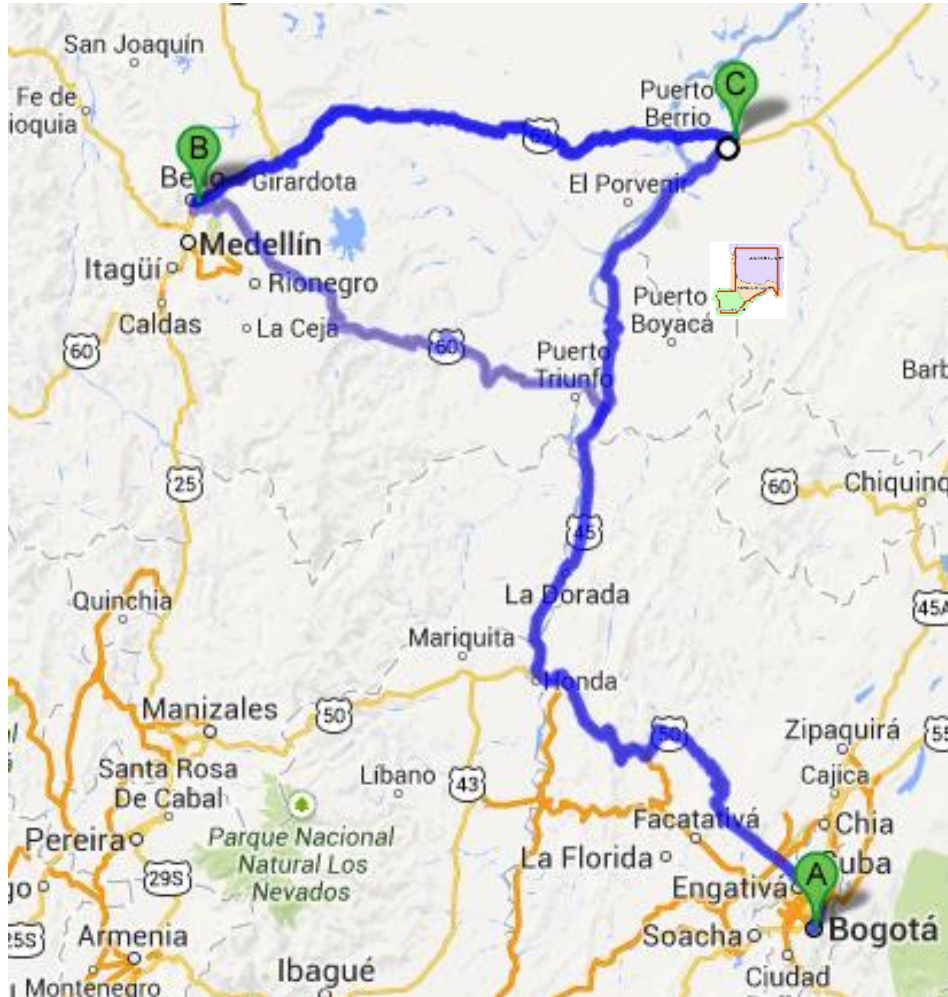 San Joaquín
Fe de
ioquia
Puerto
Berrio
C
B
62
Girardota
El Porvenir
Medellín
Itagüí
Rionegro
Puerto
Boyacá
La Ceja
Caldas
60
60
Puerto
Triunfo
Barb
25
60
Chiquinq
45
La Dorada
Quinchia
45A
Mariquita
Honda
Manizales
50
50
Zipaquirá
55
Santa Rosa
De Cabal
Líbano
43
Cajica
Parque Nacional
Natural Los
Nevados
Pereira
Facatativá
Chia
La Florida
uba
29S
Engativá
A
go
25S
Armenia
Soacha
Bogotá
Ibagué
Ciudad
Montenegro